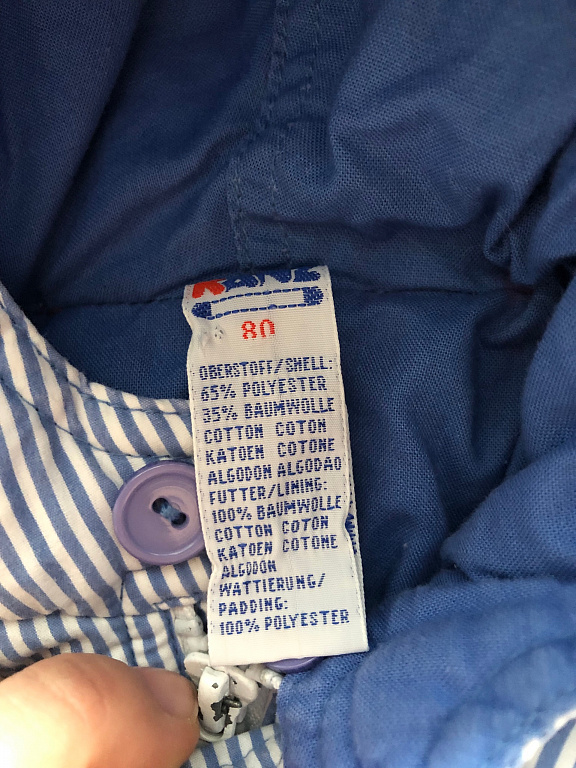 80
OBERSTOFF/SHELL:
65% POLYESTER
35% BAUMWOLLE
COTTON COTON
KATOEN COTONE
ALGODON ALGODAO
FUTTER/LINING:
100% BAUMWOLLE
COTTON COTON
KATOEN COTONE
ALGODON
WATTIERUNG/
PADDING:
100% POLYESTER